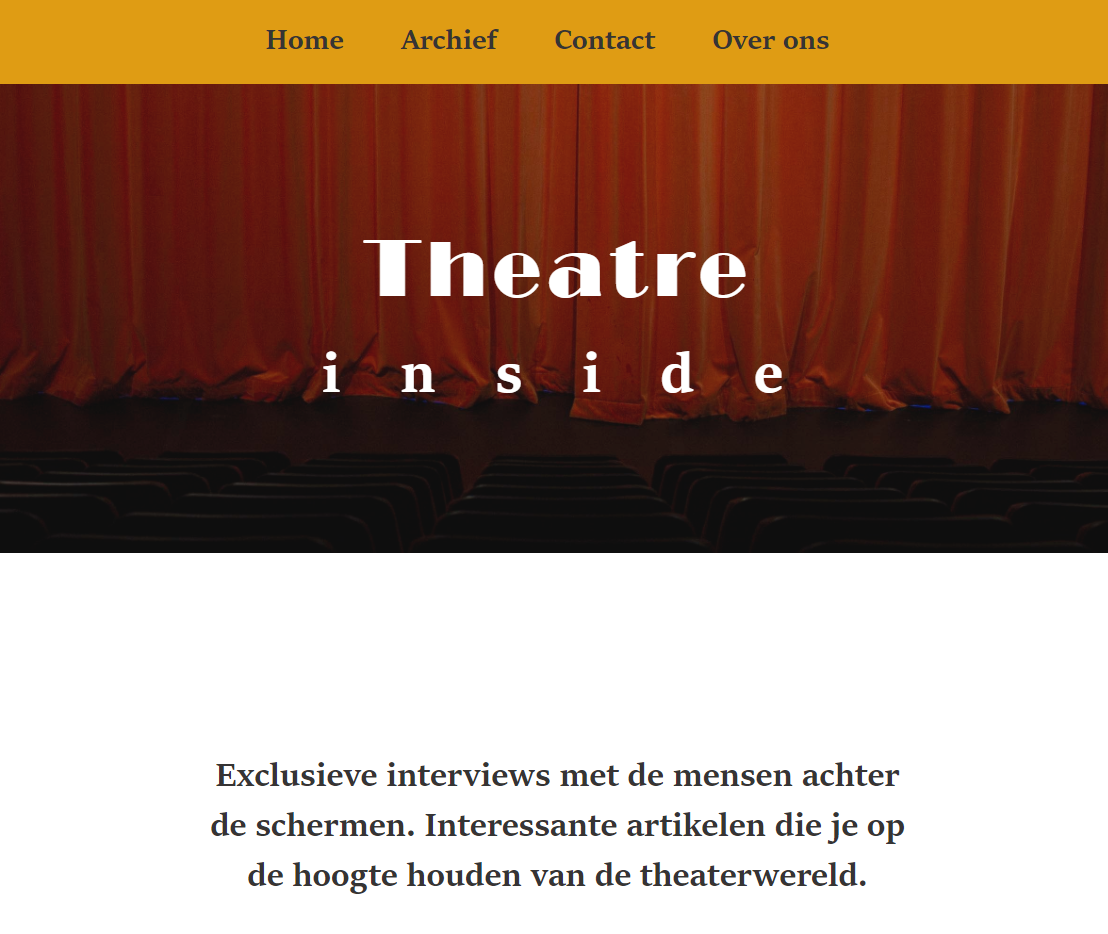 Home Archief Contact Over ons
Theatre
inside
Exclusieve interviews met de mensen achter
de schermen. Interessante artikelen die je op
de hoogte houden van de theaterwereld.